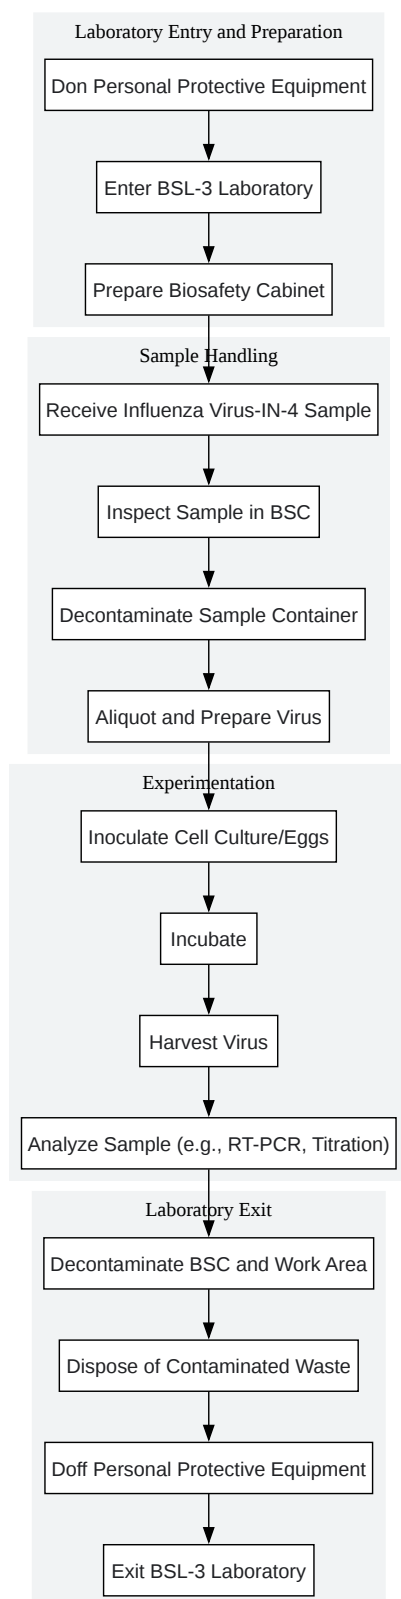 Laboratory Entry and Preparation
Don Personal Protective Equipment
Enter BSL-3 Laboratory
Prepare Biosafety Cabinet
Sample Handling
Receive Influenza Virus-IN-4 Sample
Inspect Sample in BSC
Decontaminate Sample Container
Aliquot and Prepare Virus
Experimentation
Inoculate Cell Culture/Eggs
Incubate
Harvest Virus
Analyze Sample (e.g., RT-PCR, Titration)
Laboratory Exit
Decontaminate BSC and Work Area
Dispose of Contaminated Waste
Doff Personal Protective Equipment
Exit BSL-3 Laboratory